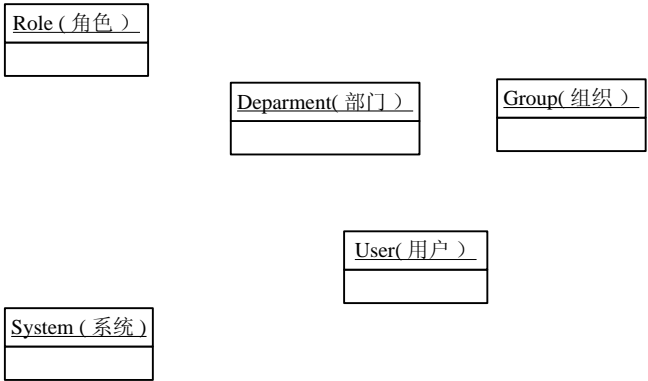 Role ( 角色 )
Deparment( 部门 )
Group( 组织 )
User( 用户 )
System ( 系统 )